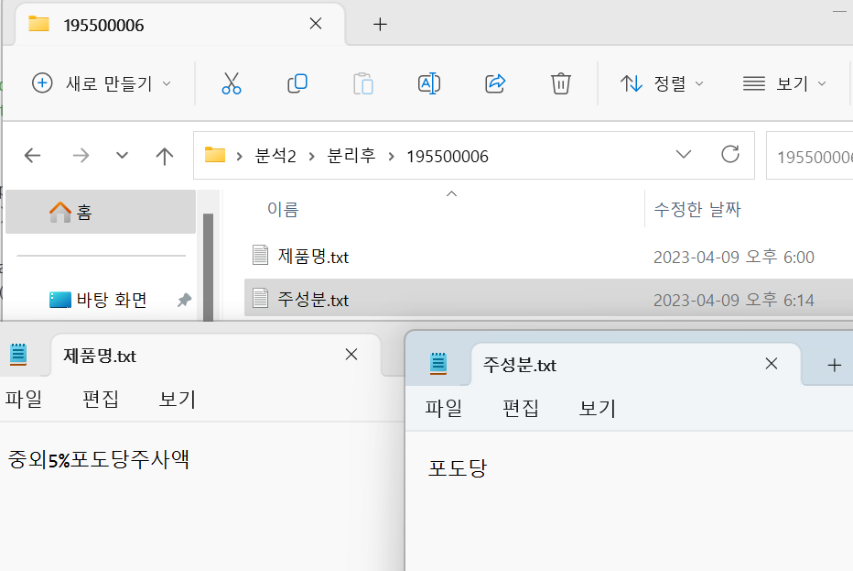 195500006
새로 만들기
정렬
보기
분석2 > 분리후 > 195500006
홈
이름
수정한 날짜
제품명.txt
2023-04-09 오후 6:00
바탕 화면
주성분.txt
2023-04-09 오후 6:14
제품명.txt
파일
편집
보기
중외5%포도당주사액
주성분.txt
파일
편집
보기
포도당